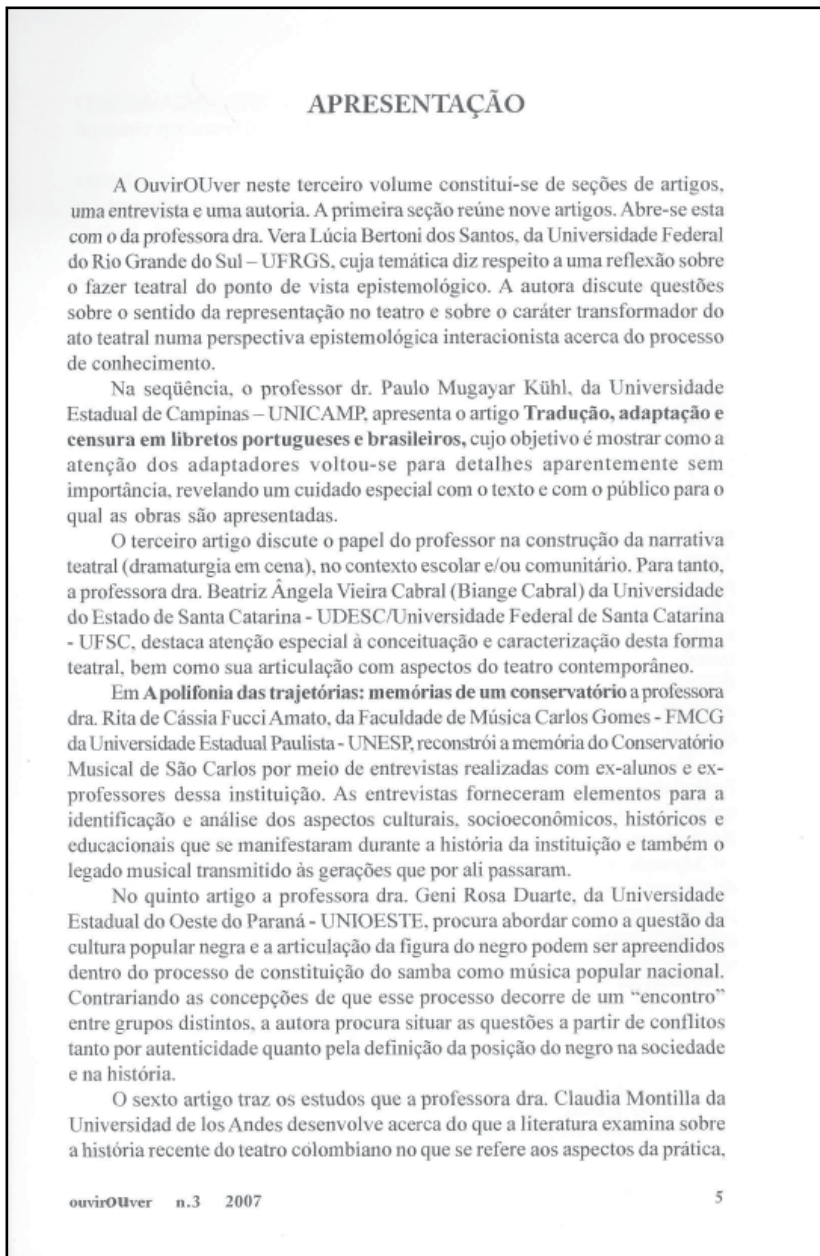 APRESENTAÇÃO
A OuvirOUver neste terceiro volume constitui-se de seções de artigos,
uma entrevista e uma autoria. A primeira seção reúne nove artigos. Abre-se esta
com o da professora dra. Vera Lúcia Bertoni dos Santos, da Universidade Federal
do Rio Grande do Sul – UFRGS, cuja temática diz respeito a uma reflexão sobre
o fazer teatral do ponto de vista epistemológico. A autora discute questões
sobre o sentido da representação no teatro e sobre o caráter transformador do
ato teatral numa perspectiva epistemológica interacionista acerca do processo
de conhecimento.
Na seqüência, o professor dr. Paulo Mugayar Kühl, da Universidade
Estadual de Campinas – UNICAMP, apresenta o artigo Tradução, adaptação e
censura em libretos portugueses e brasileiros, cujo objetivo é mostrar como a
atenção dos adaptadores voltou-se para detalhes aparentemente sem
importância, revelando um cuidado especial com o texto e com o público para o
qual as obras são apresentadas.
O terceiro artigo discute o papel do professor na construção da narrativa
teatral (dramaturgia em cena), no contexto escolar e/ou comunitário. Para tanto,
a professora dra. Beatriz Ângela Vieira Cabral (Biange Cabral) da Universidade
do Estado de Santa Catarina - UDESC/Universidade Federal de Santa Catarina
- UFSC, destaca atenção especial à conceituação e caracterização desta forma
teatral, bem como sua articulação com aspectos do teatro contemporâneo.
Em A polifonia das trajetórias: memórias de um conservatório a professora
dra. Rita de Cássia Fucci Amato, da Faculdade de Música Carlos Gomes - FMCG
da Universidade Estadual Paulista - UNESP, reconstrói a memória do Conservatório
Musical de São Carlos por meio de entrevistas realizadas com ex-alunos e ex-
professores dessa instituição. As entrevistas forneceram elementos para a
identificação e análise dos aspectos culturais, socioeconômicos, históricos e
educacionais que se manifestaram durante a história da instituição e também o
legado musical transmitido às gerações que por ali passaram.
No quinto artigo a professora dra. Geni Rosa Duarte, da Universidade
Estadual do Oeste do Paraná - UNIOESTE, procura abordar como a questão da
cultura popular negra e a articulação da figura do negro podem ser apreendidos
dentro do processo de constituição do samba como música popular nacional.
Contrariando as concepções de que esse processo decorre de um “encontro”
entre grupos distintos, a autora procura situar as questões a partir de conflitos
tanto por autenticidade quanto pela definição da posição do negro na sociedade
e na história.
O sexto artigo traz os estudos que a professora dra. Claudia Montilla da
Universidad de los Andes desenvolve acerca do que a literatura examina sobre
a história recente do teatro colombiano no que se refere aos aspectos da prática,
ouvirOUver n.3 2007 5